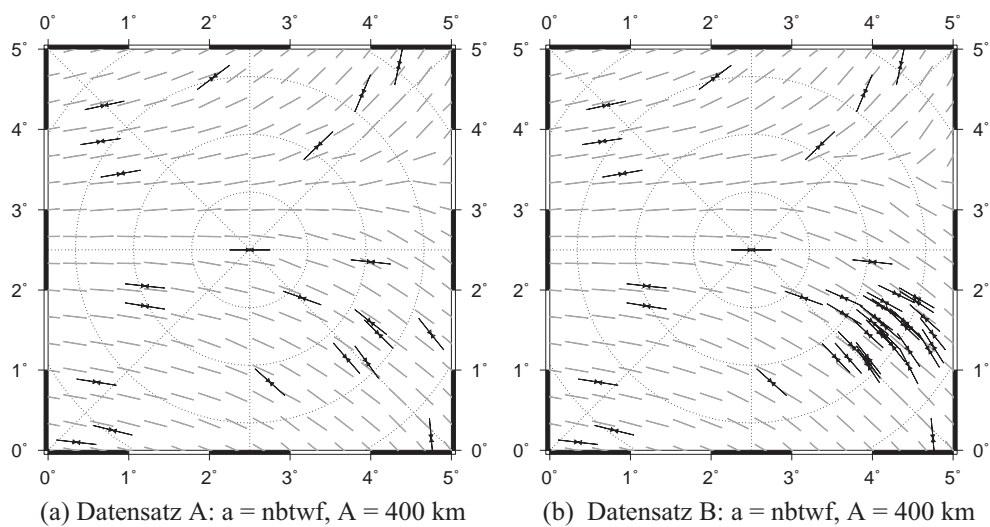 0° 1° 2° 3° 4° 5° 0° 1° 2° 3° 4° 5°
5° 5° 5° 5°
4° 4° 4° 4°
3° 3° 3° 3°
2° 2° 2° 2°
1° 1° 1° 1°
0° 0° 0° 0°
0° 1° 2° 3° 4° 5° 0° 1° 2° 3° 4° 5°
(a) Datensatz A: a = nbtwf, A = 400 km
(b) Datensatz B: a = nbtwf, A = 400 km